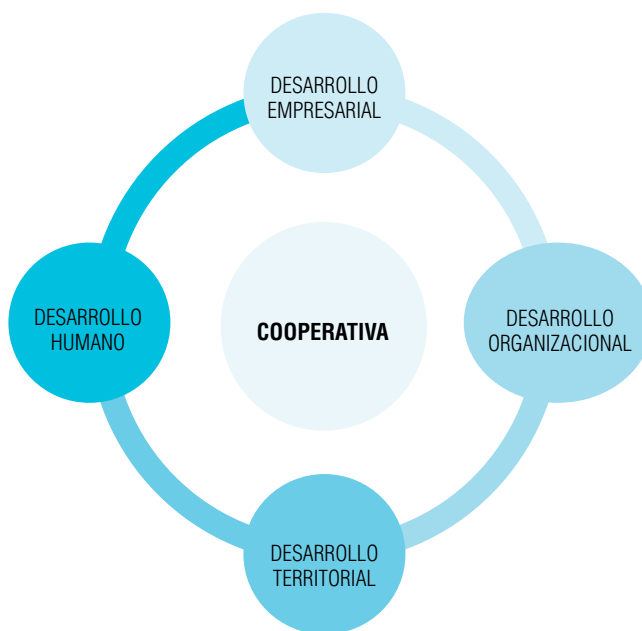 DESARROLLO
EMPRESARIAL
DESARROLLO
HUMANO
COOPERATIVA
DESARROLLO
ORGANIZACIONAL
DESARROLLO
TERRITORIAL